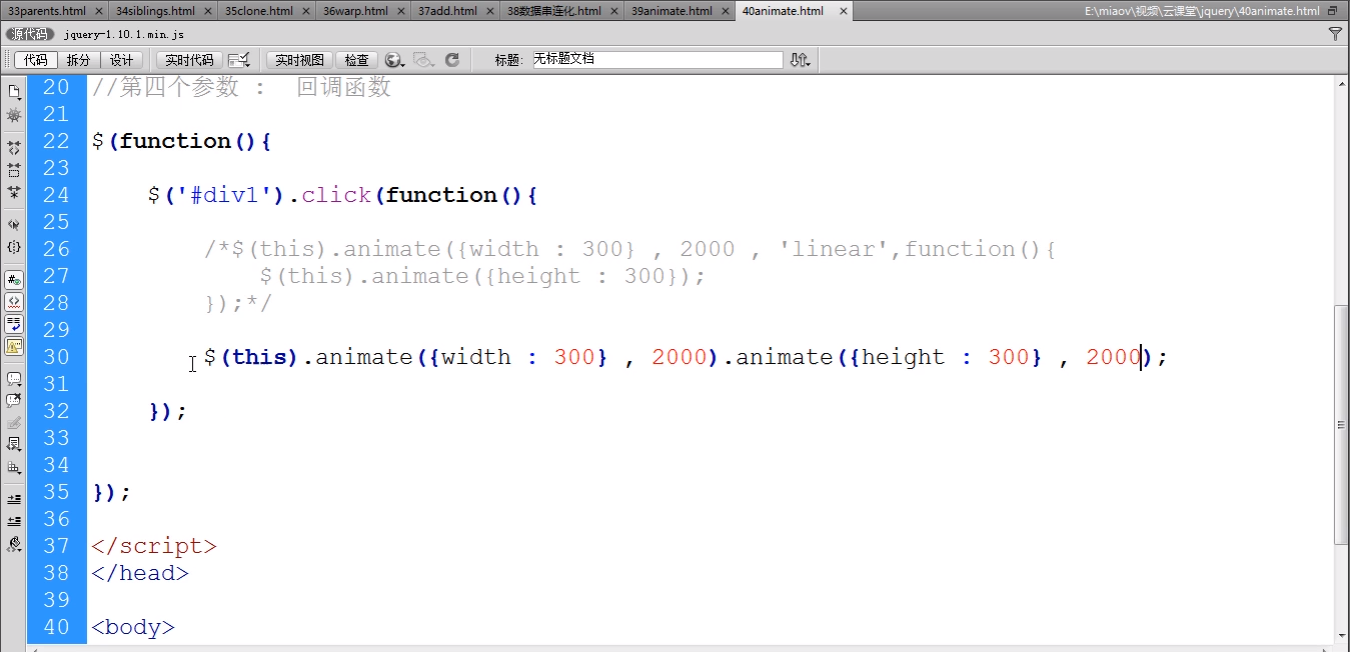 33parents.html × 34siblings.html × 35clone.html × 36warp.html × 37add.html × 38数据串连化.html × 39animate.html × 40animate.html × E:\miaov\视频\云课堂\jquery\40animate.html
源代码 jquery-1.10.1.min.js
代码 拆分 设计 实时代码 实时视图 检查 标题: 无标题文档
20 //第四个参数 : 回调函数
21
22 $(function(){
23
24 $('#div1').click(function(){
25
26 /*$(this).animate({width : 300} , 2000 , 'linear',function(){
27 $(this).animate({height : 300});
28 });*/
29
30 $(this).animate({width : 300} , 2000).animate({height : 300} , 2000);
31
32 });
33
34
35 });
36
37 </script>
38 </head>
39
40 <body>